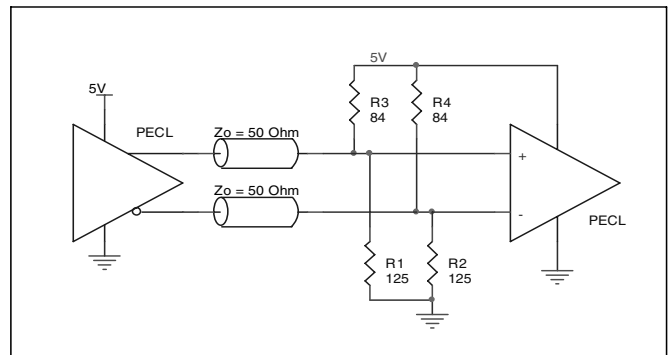 5V
5V
PECL
R3
84
R4
84
Zo = 50 Ohm
+
Zo = 50 Ohm
-
PECL
R1
125
R2
125